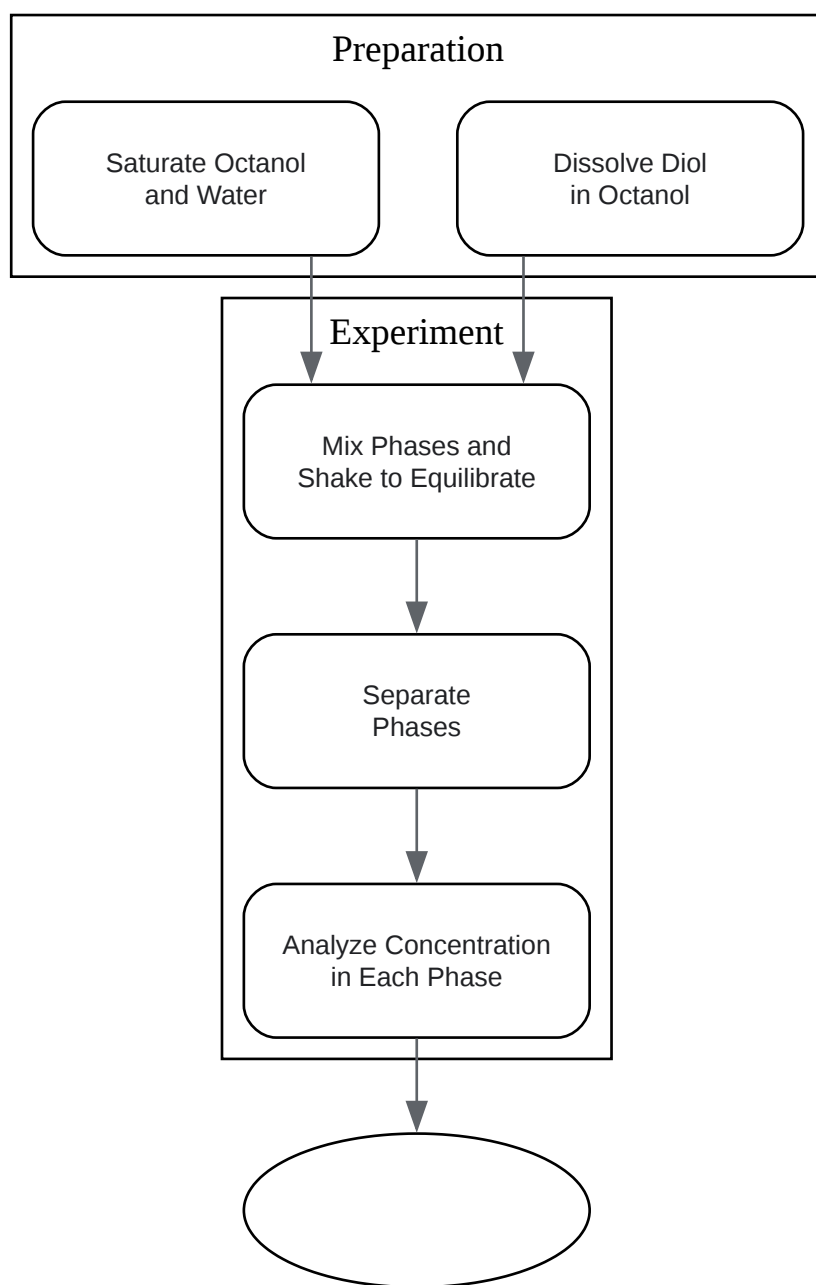 Preparation
Saturate Octanol
and Water
Dissolve Diol
in Octanol
Experiment
Mix Phases and
Shake to Equilibrate
Separate
Phases
Analyze Concentration
in Each Phase